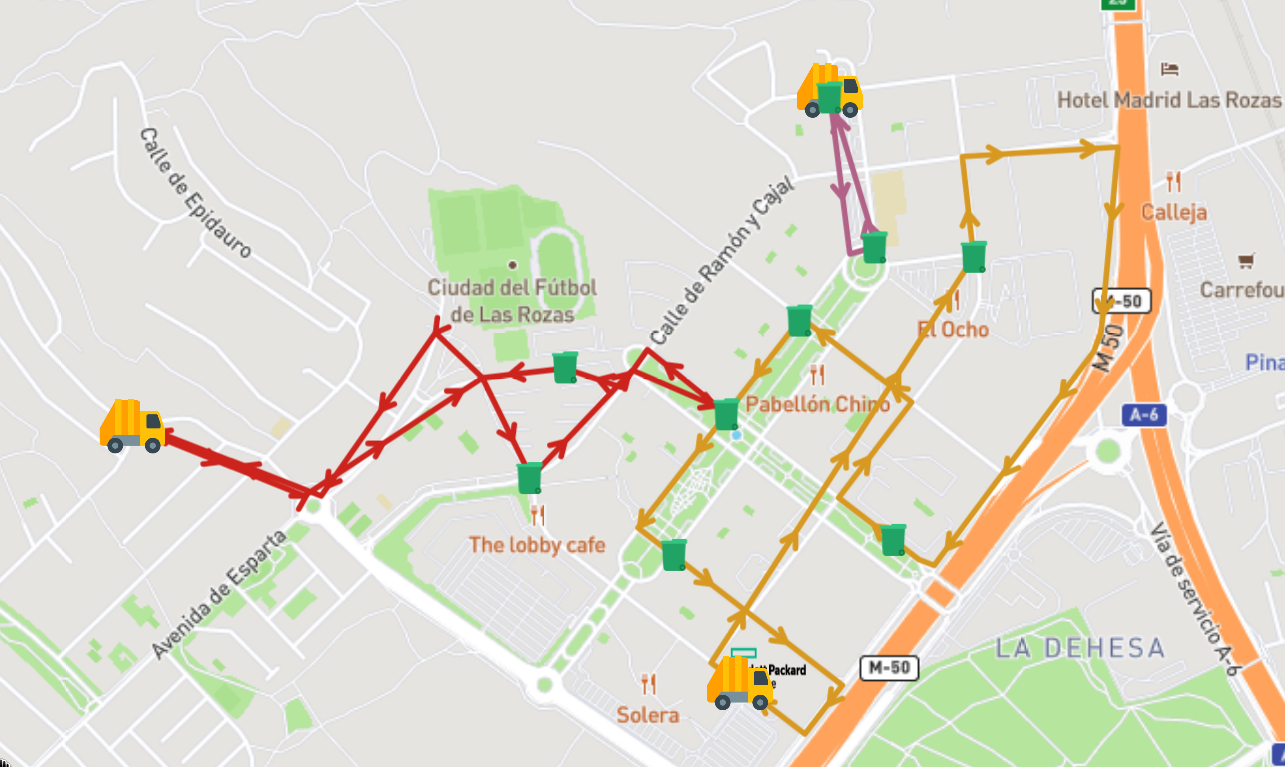 Hotel Madrid Las Rozas
Calle de Epidauro
Calle de Ramón y Cajal
Calleja
Ciudad del Fútbol
de Las Rozas
Carrefou
El Ocho
M 50
Pina
Pabellón Chino
A-6
The lobby cafe
Avenida de Esparta
Vía de servicio A-6
LA DEHESA
Packard
M-50
Solera